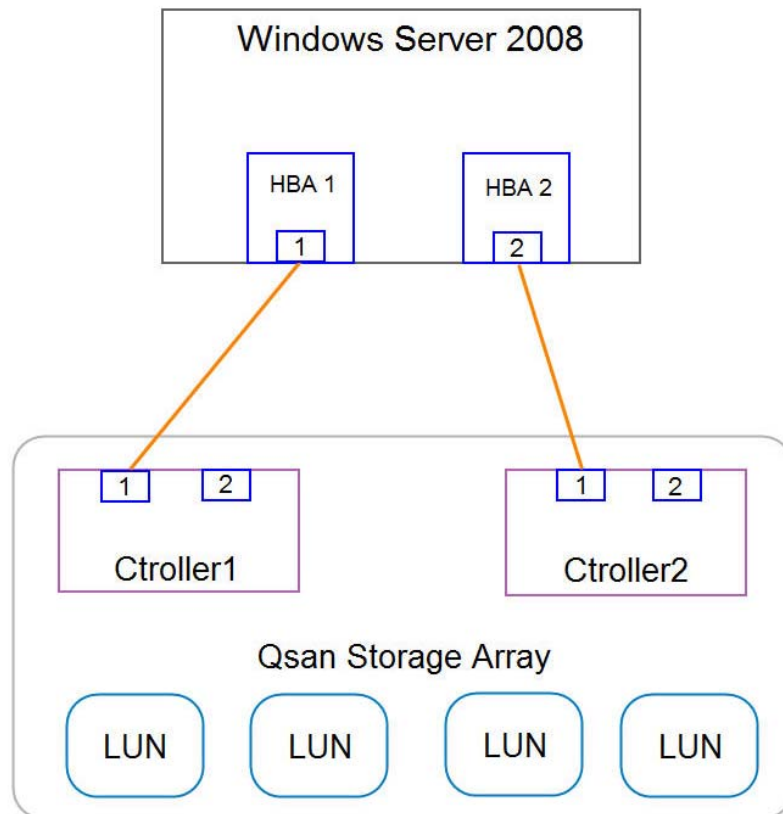 Windows Server 2008
HBA 1
HBA 2
1
2
1
2
1
2
Ctroller1
Ctroller2
Qsan Storage Array
LUN
LUN
LUN
LUN